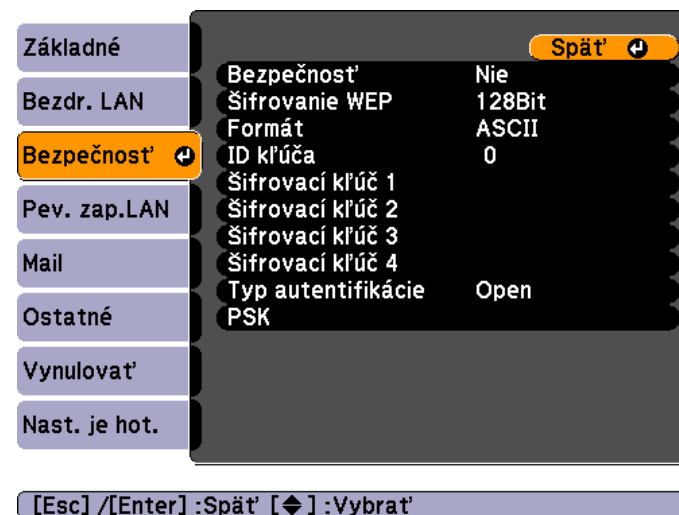 Základné
Bezdr. LAN
Bezpečnosť
Pev. zap.LAN
Mail
Ostatné
Vynulovať
Nast. je hot.
Späť
Bezpečnosť Nie
Šifrovanie WEP 128Bit
Formát ASCII
ID kľúča 0
Šifrovací kľúč 1
Šifrovací kľúč 2
Šifrovací kľúč 3
Šifrovací kľúč 4
Typ autentifikácie Open
PSK
[Esc] /[Enter] :Späť [◆] :Vybrať